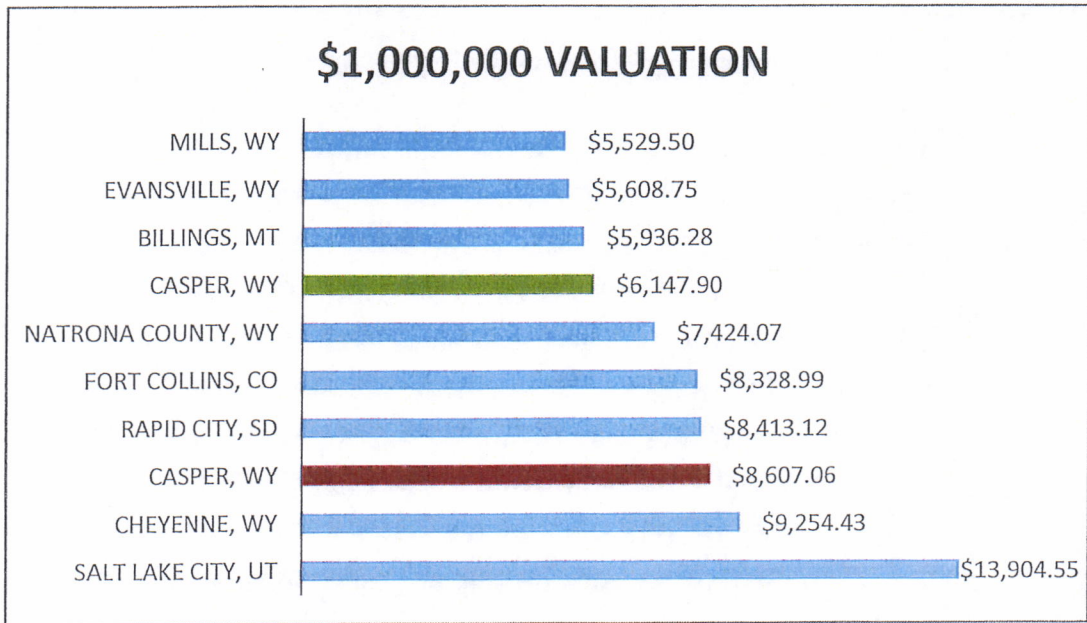 $1,000,000 VALUATION
MILLS, WY $5,529.50
EVANSVILLE, WY $5,608.75
BILLINGS, MT $5,936.28
CASPER, WY $6,147.90
NATRONA COUNTY, WY $7,424.07
FORT COLLINS, CO $8,328.99
RAPID CITY, SD $8,413.12
CASPER, WY $8,607.06
CHEYENNE, WY $9,254.43
SALT LAKE CITY, UT $13,904.55